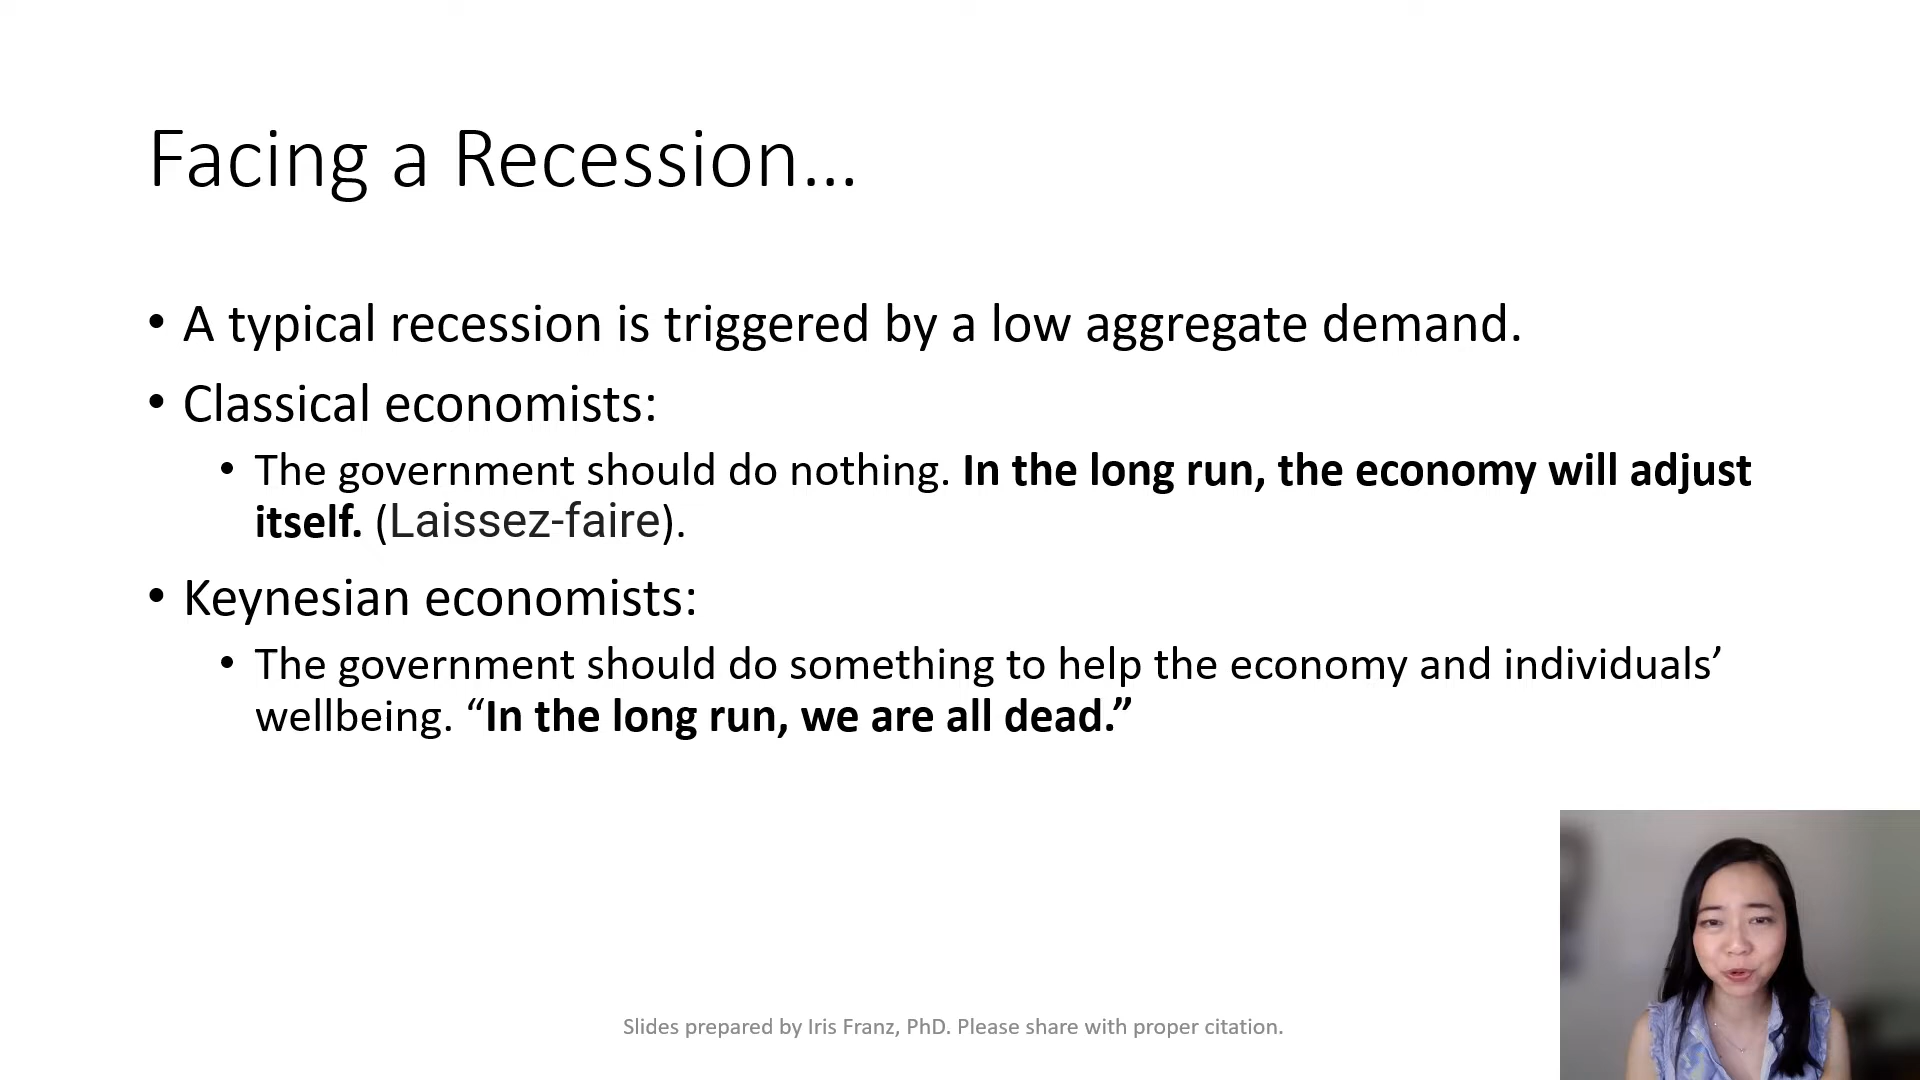 Facing a Recession…
• A typical recession is triggered by a low aggregate demand.
• Classical economists:
• The government should do nothing. In the long run, the economy will adjust
itself. (Laissez-faire).
• Keynesian economists:
• The government should do something to help the economy and individuals’
wellbeing. “In the long run, we are all dead.”
Slides prepared by Iris Franz, PhD. Please share with proper citation.